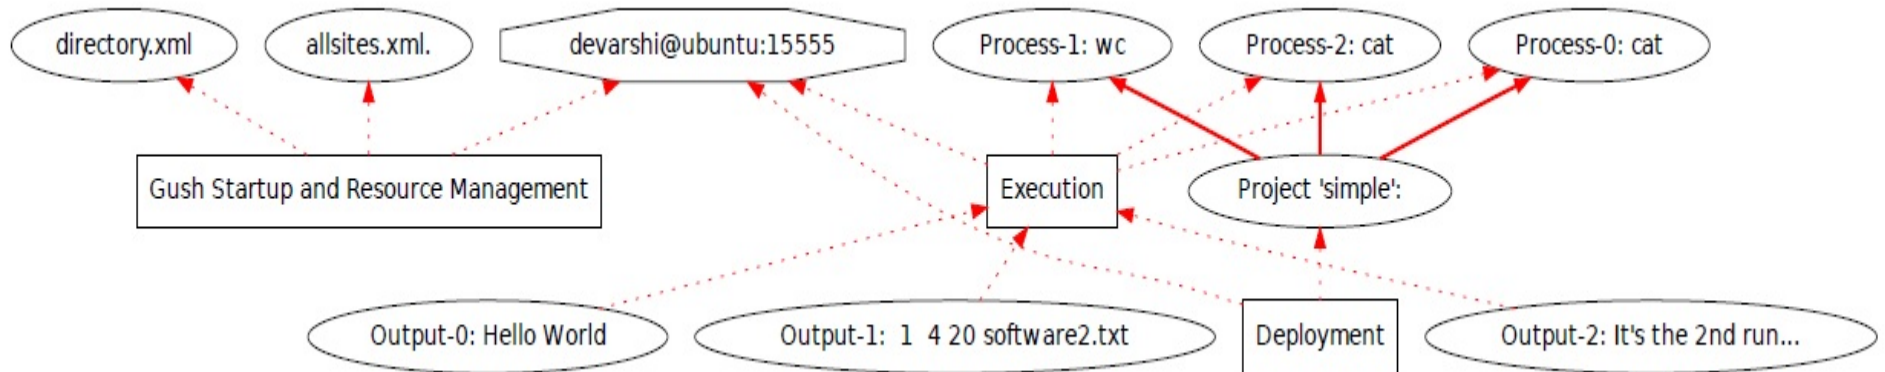 directory.xml
allsites.xml.
devarshi@ubuntu:15555
Process-1: wc
Process-2: cat
Process-0: cat
Gush Startup and Resource Management
Execution
Project 'simple':
Output-0: Hello World
Output-1:  1  4 20 software2.txt
Deployment
Output-2: It's the 2nd run...